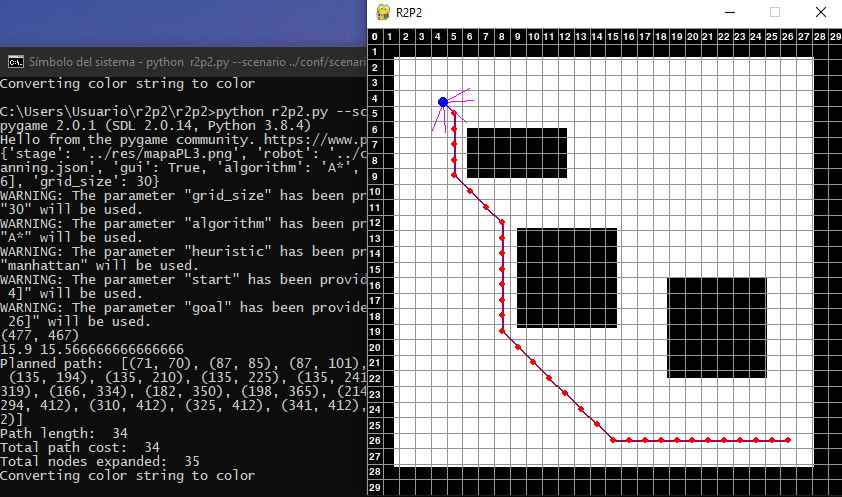 R2P2
Símbolo del sistema - python r2p2.py --scenario ../conf/scenari
Converting color string to color
C:\Users\Usuario\r2p2\r2p2>python r2p2.py --sc
pygame 2.0.1 (SDL 2.0.14, Python 3.8.4)
Hello from the pygame community. https://www.p
{'stage': '../res/mapaPL3.png', 'robot': '../c
anning.json', 'gui': True, 'algorithm': 'A*',
6], 'grid_size': 30}
WARNING: The parameter "grid_size" has been pr
"30" will be used.
WARNING: The parameter "algorithm" has been pr
"A*" will be used.
WARNING: The parameter "heuristic" has been pr
"manhattan" will be used.
WARNING: The parameter "start" has been provid
4]" will be used.
WARNING: The parameter "goal" has been provide
26]" will be used.
(477, 467)
15.9 15.566666666666666
Planned path:  [(71, 70), (87, 85), (87, 101),
(135, 194), (135, 210), (135, 225), (135, 241
319), (166, 334), (182, 350), (198, 365), (214
294, 412), (310, 412), (325, 412), (341, 412),
2)]
Path length:  34
Total path cost:  34
Total nodes expanded:  35
Converting color string to color
0 1 2 3 4 5 6 7 8 9 10 11 12 13 14 15 16 17 18 19 20 21 22 23 24 25 26 27 28 29
1
2
3
4
5
6
7
8
9
10
11
12
13
14
15
16
17
18
19
20
21
22
23
24
25
26
27
28
29